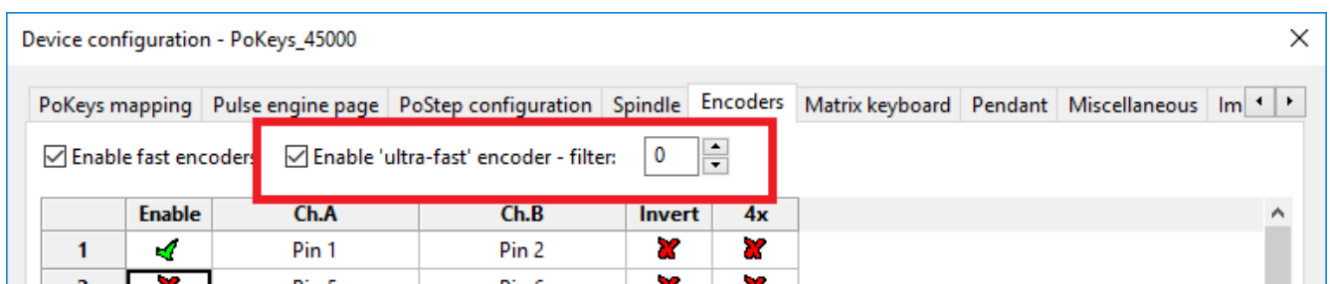 Device configuration - PoKeys_45000
PoKeys mapping Pulse engine page PoStep configuration Spindle Encoders Matrix keyboard Pendant Miscellaneous Im
Enable fast encoders Enable 'ultra-fast' encoder - filter: 0
Enable Ch.A Ch.B Invert 4x
1 Pin 1 Pin 2